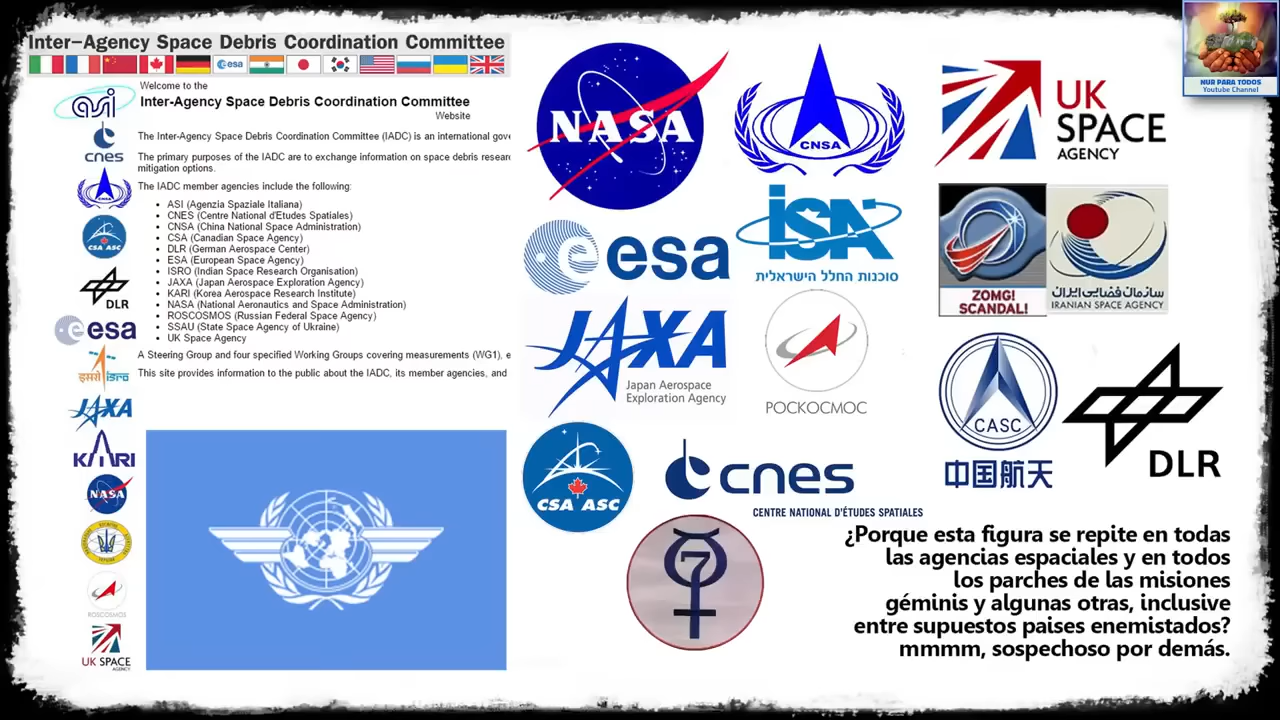 Inter-Agency Space Debris Coordination Committee
esa
NUR PARA TODOS
Youtube Channel
Welcome to the
Inter-Agency Space Debris Coordination Committee
Website
asi
The Inter-Agency Space Debris Coordination Committee (IADC) is an international gove
cnes
The primary purposes of the IADC are to exchange information on space debris resear
mitigation options.
CNSA
The IADC member agencies include the following:
• ASI (Agenzia Spaziale Italiana)
• CNES (Centre National d'Etudes Spatiales)
• CNSA (China National Space Administration)
• CSA (Canadian Space Agency)
• DLR (German Aerospace Center)
• ESA (European Space Agency)
• ISRO (Indian Space Research Organisation)
• JAXA (Japan Aerospace Exploration Agency)
• KARI (Korea Aerospace Research Institute)
• NASA (National Aeronautics and Space Administration)
• ROSCOSMOS (Russian Federal Space Agency)
• SSAU (State Space Agency of Ukraine)
• UK Space Agency
CSA ASC
DLR
esa
A Steering Group and four specified Working Groups covering measurements (WG1), e
This site provides information to the public about the IADC, its member agencies, and
इसरो isro
JAXA
KARI
NASA
ROSCOSMOS
UK SPACE
AGENCY
NASA
CNSA
UK
SPACE
AGENCY
esa
ISA
סוכנות החלל הישראלית
ZOMG!
SCANDAL!
سازمان فضایی ایران
IRANIAN SPACE AGENCY
JAXA
Japan Aerospace
Exploration Agency
РОСКОСМОС
CASC
中国航天
DLR
CSA ASC
cnes
CENTRE NATIONAL D'ÉTUDES SPATIALES
7
¿Porque esta figura se repite en todas
las agencias espaciales y en todos
los parches de las misiones
géminis y algunas otras, inclusive
entre supuestos paises enemistados?
mmmm, sospechoso por demás.